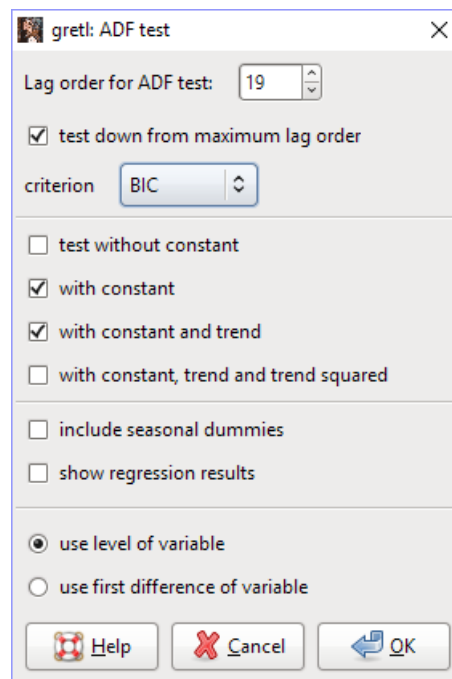 gretl: ADF test
Lag order for ADF test: 19
test down from maximum lag order
criterion BIC
test without constant
with constant
with constant and trend
with constant, trend and trend squared
include seasonal dummies
show regression results
use level of variable
use first difference of variable
Help Cancel OK